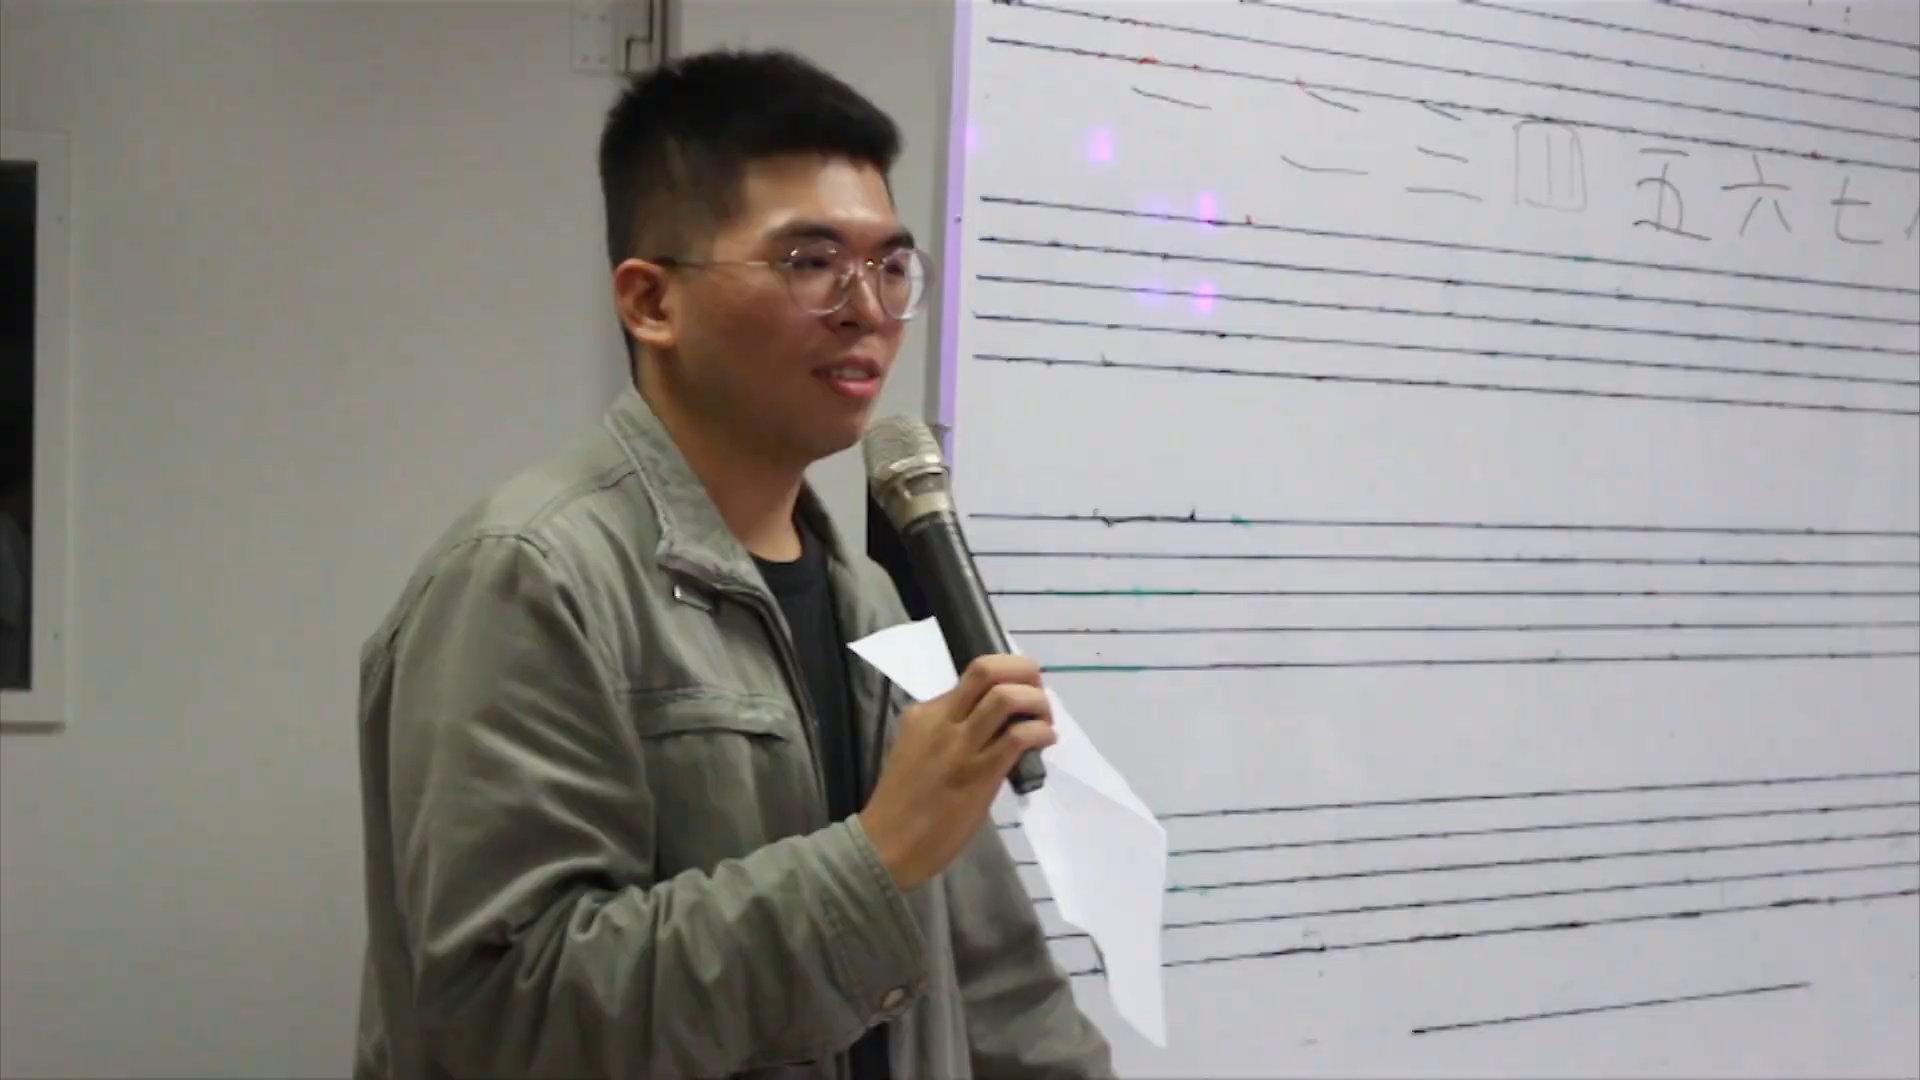 一 二 三 四 五 六 七